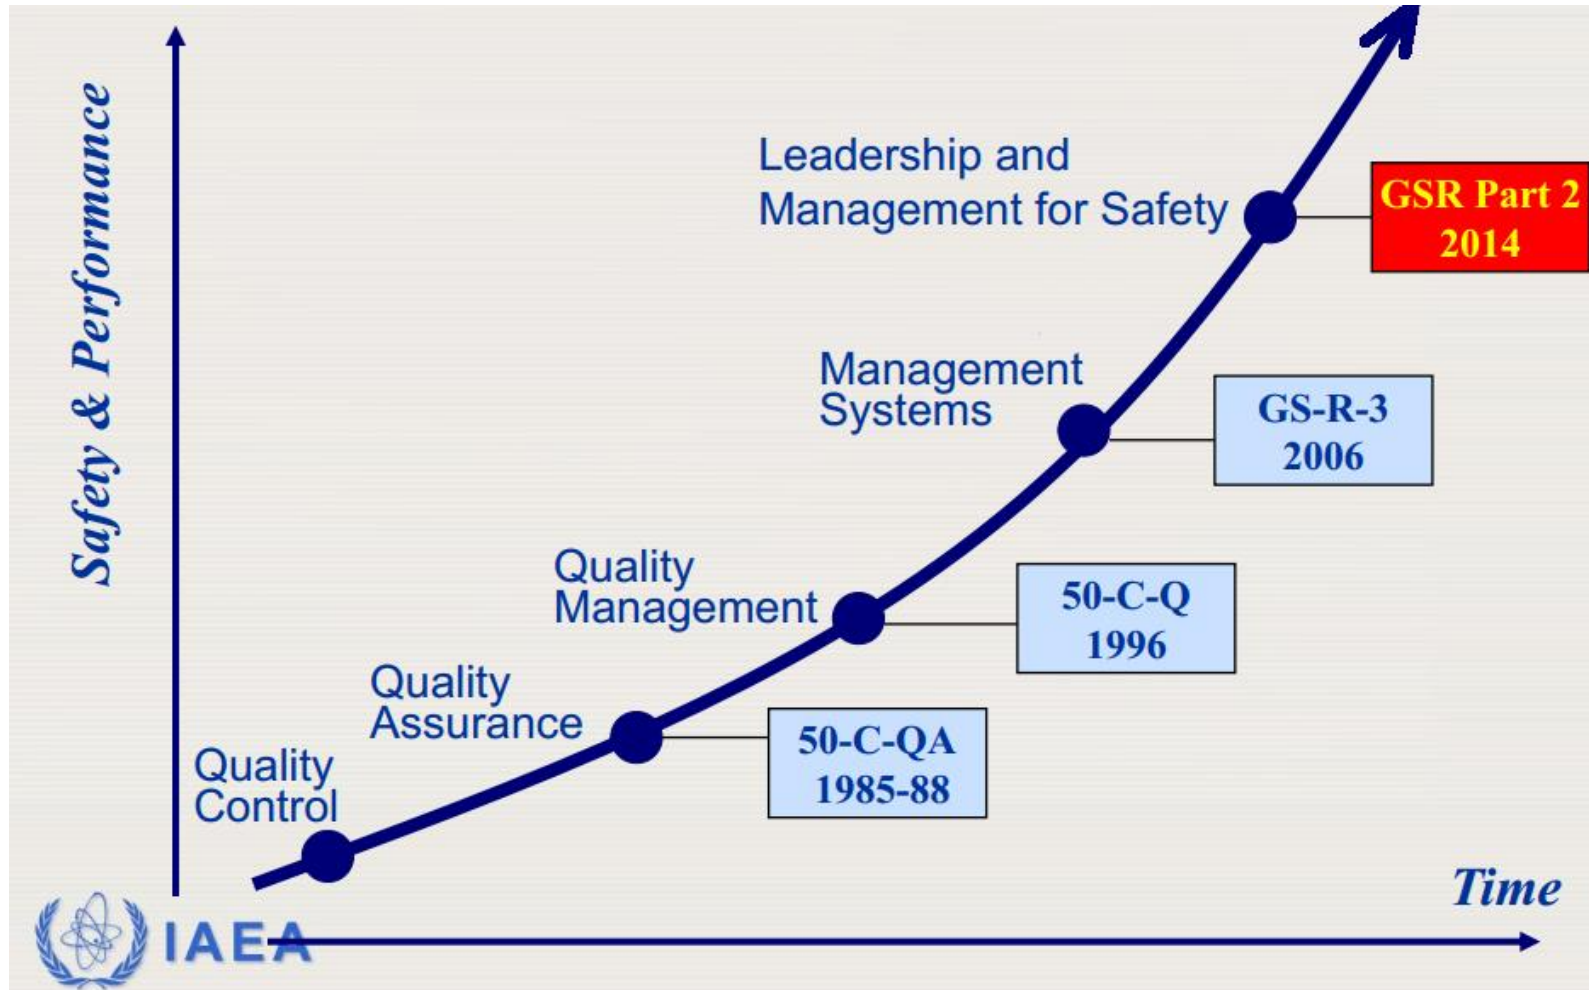 Safety & Performance
Leadership and
Management for Safety
GSR Part 2
2014
Management
Systems
GS-R-3
2006
Quality
Management
50-C-Q
1996
Quality
Assurance
50-C-QA
1985-88
Quality
Control
Time
IAEA